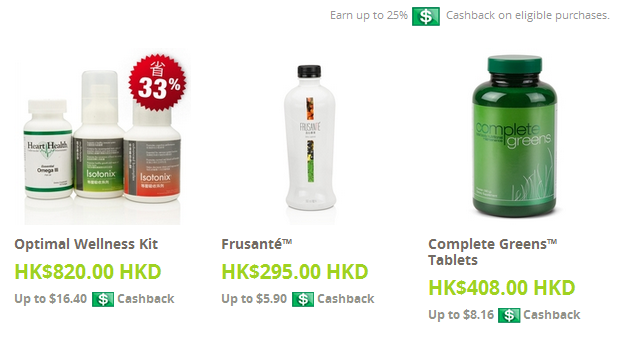 Earn up to 25% $ Cashback on eligible purchases.
省
33%
Heart Health
Essential
Omega III
Isotonix
Isotonix
FRUSANTÉ
complete
greens
Optimal Wellness Kit
HK$820.00 HKD
Up to $16.40 $ Cashback
Frusanté™
HK$295.00 HKD
Up to $5.90 $ Cashback
Complete Greens™
Tablets
HK$408.00 HKD
Up to $8.16 $ Cashback